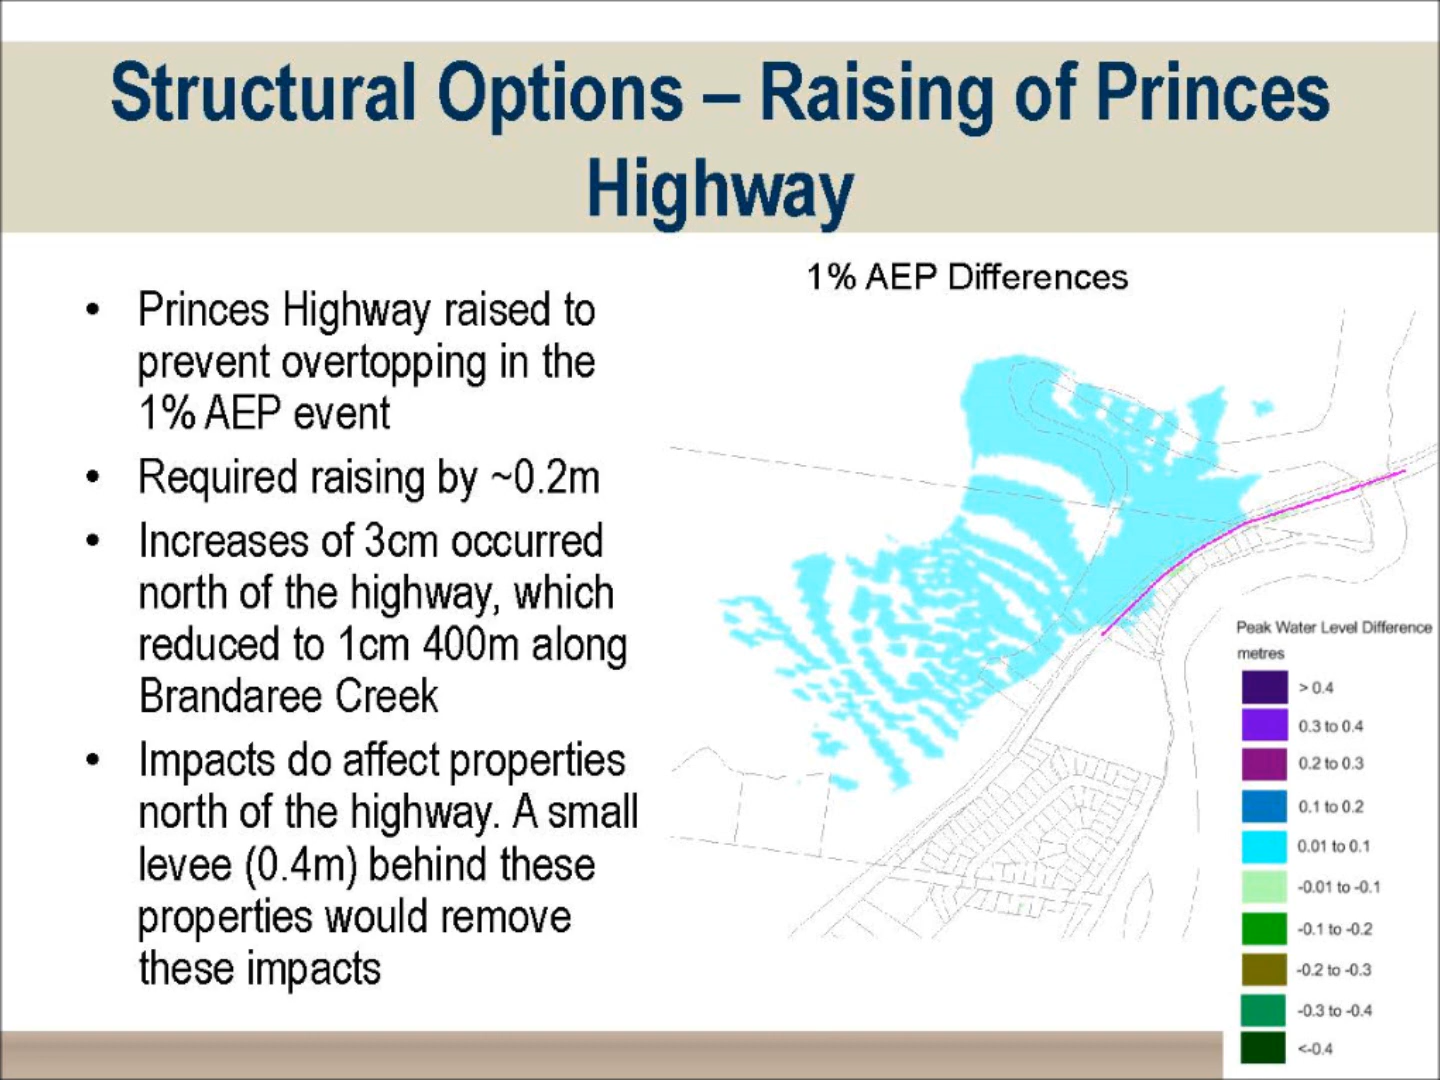 Structural Options – Raising of Princes
Highway
• Princes Highway raised to
prevent overtopping in the
1% AEP event
• Required raising by ~0.2m
• Increases of 3cm occurred
north of the highway, which
reduced to 1cm 400m along
Brandaree Creek
• Impacts do affect properties
north of the highway. A small
levee (0.4m) behind these
properties would remove
these impacts
1% AEP Differences
Peak Water Level Difference
metres
> 0.4
0.3 to 0.4
0.2 to 0.3
0.1 to 0.2
0.01 to 0.1
-0.01 to -0.1
-0.1 to -0.2
-0.2 to -0.3
-0.3 to -0.4
<-0.4